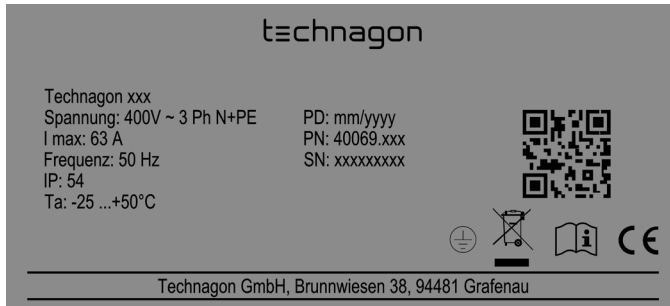 technagon
Technagon xxx
Spannung: 400V ~ 3 Ph N+PE
I max: 63 A
Frequenz: 50 Hz
IP: 54
Ta: -25 ...+50°C
PD: mm/yyyy
PN: 40069.xxx
SN: xxxxxxxxx
i
CE
Technagon GmbH, Brunnwiesen 38, 94481 Grafenau